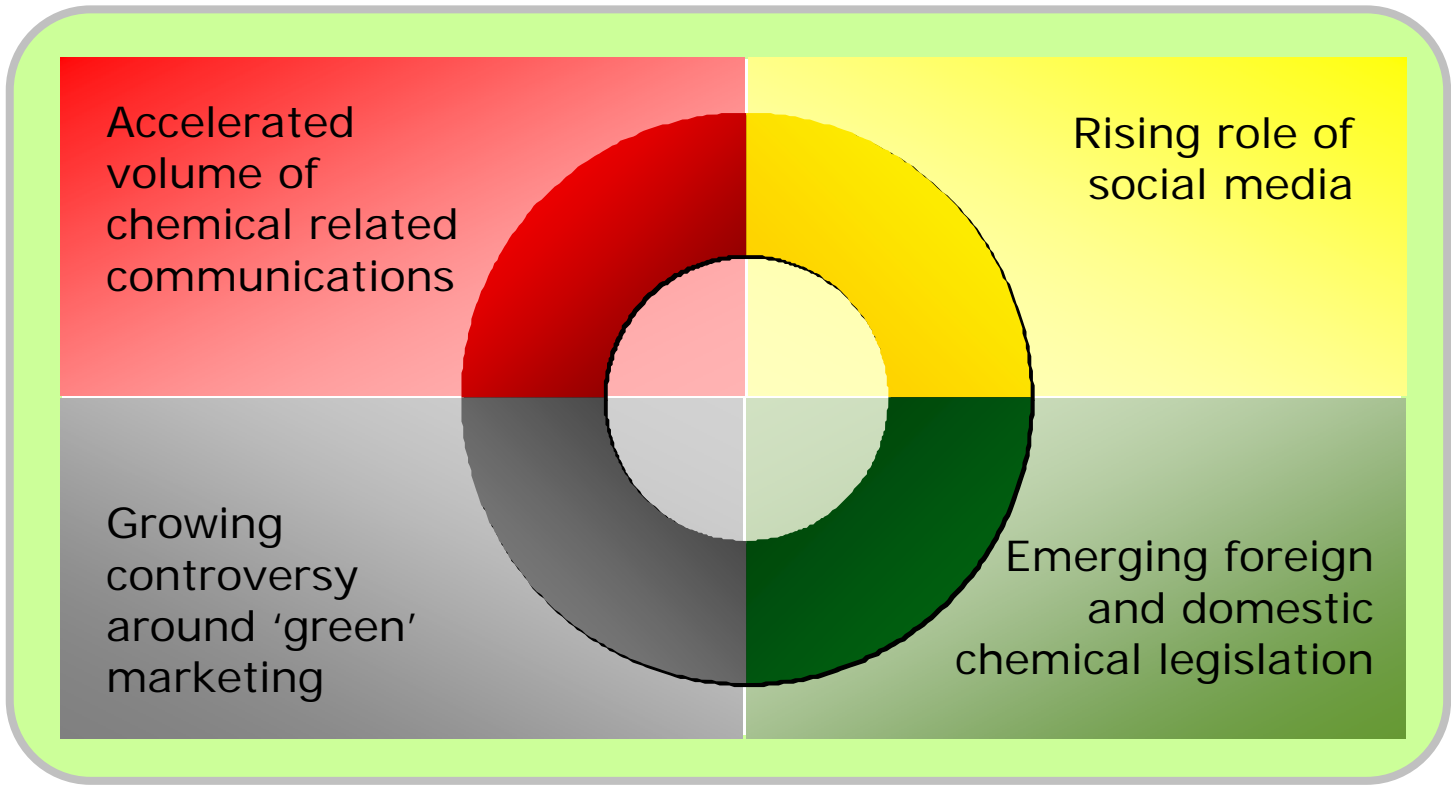 Accelerated
volume of
chemical related
communications
Rising role of
social media
Growing
controversy
around ‘green’
marketing
Emerging foreign
and domestic
chemical legislation